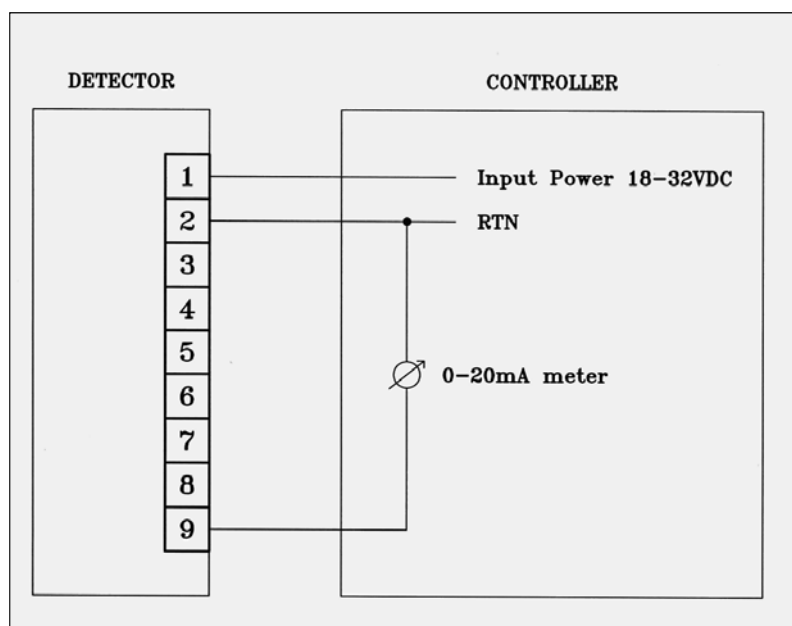 DETECTOR
CONTROLLER
1
Input Power 18-32VDC
2
RTN
3
4
5
0-20mA meter
6
7
8
9